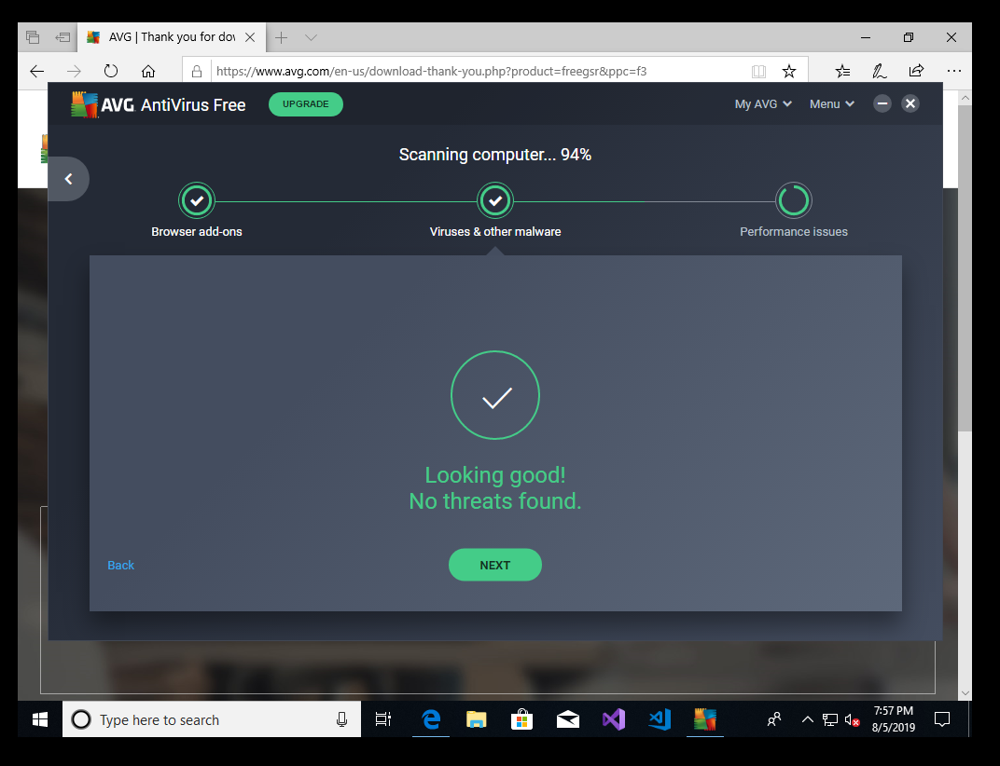 AVG | Thank you for dov
https://www.avg.com/en-us/download-thank-you.php?product=freegsr&ppc=f3
AVG AntiVirus Free
UPGRADE
My AVG
Menu
Scanning computer... 94%
Browser add-ons
Viruses & other malware
Performance issues
Looking good!
No threats found.
Back
NEXT
Type here to search
7:57 PM
8/5/2019